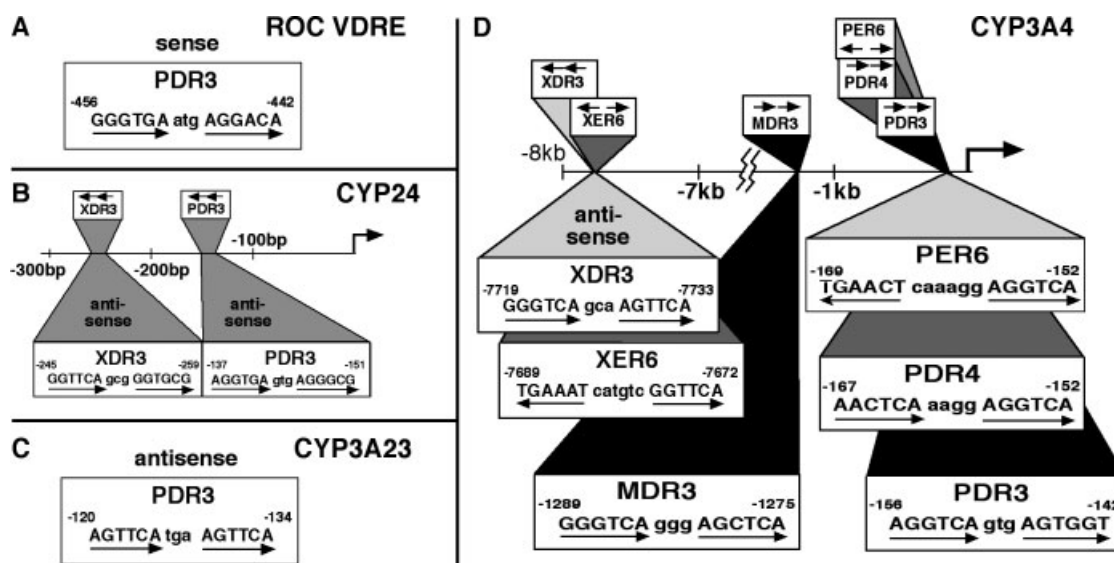 A
ROC VDRE
sense
PDR3
-456 -442
GGGTGA atg AGGACA
B
CYP24
XDR3 PDR3
-300bp -200bp -100bp
anti-
sense
anti-
sense
XDR3
-245 -259
GGTTCA gcg GGTGCG
PDR3
-137 -151
AGGTGA gtg AGGGCG
C
CYP3A23
antisense
PDR3
-120 -134
AGTTCA tga AGTTCA
D
CYP3A4
XDR3
XER6
MDR3
PER6
PDR4
PDR3
-8kb -7kb -1kb
anti-
sense
XDR3
-7719 -7733
GGGTCA gca AGTTCA
XER6
-7689 -7672
TGAAAT catgtc GGTTCA
MDR3
-1289 -1275
GGGTCA ggg AGCTCA
PER6
-169 -152
TGAACT caaagg AGGTCA
PDR4
-167 -152
AACTCA aagg AGGTCA
PDR3
-156 -142
AGGTCA gtg AGTGGT